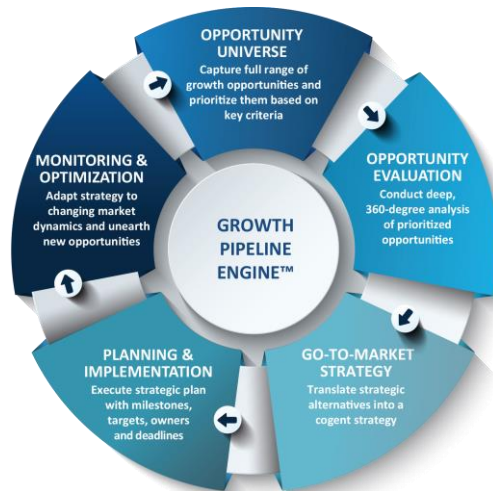 OPPORTUNITY
UNIVERSE
Capture full range of
growth opportunities and
prioritize them based on
key criteria
OPPORTUNITY
EVALUATION
Conduct deep,
360-degree analysis
of prioritized
opportunities
GO-TO-MARKET
STRATEGY
Translate strategic
alternatives into a
cogent strategy
PLANNING &
IMPLEMENTATION
Execute strategic plan
with milestones,
targets, owners
and deadlines
MONITORING &
OPTIMIZATION
Adapt strategy to
changing market
dynamics and unearth
new opportunities
GROWTH
PIPELINE
ENGINE™